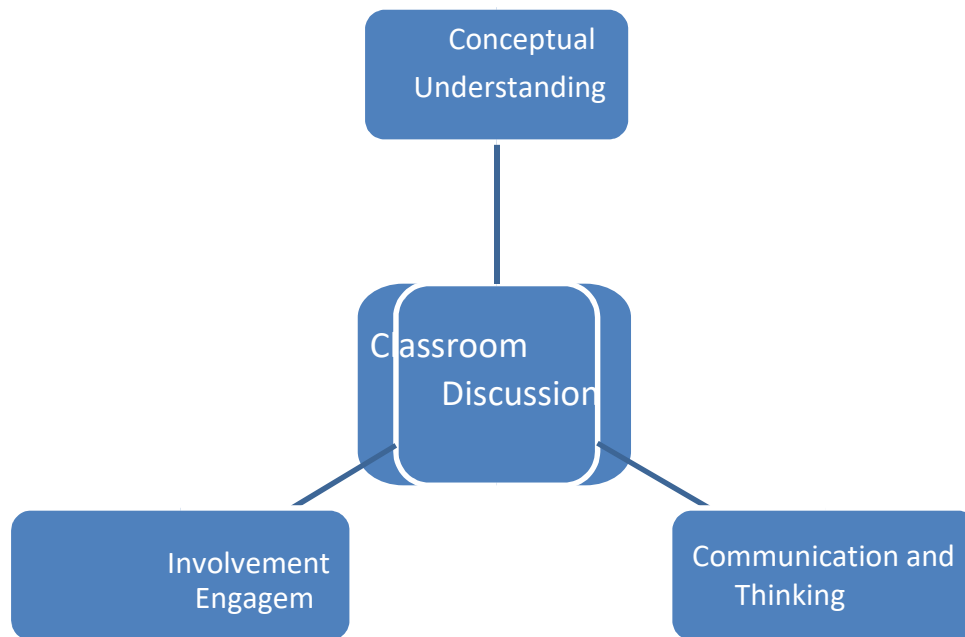 Conceptual
Understanding
Classroom
Discussion
Involvement
Engagem
Communication and
Thinking